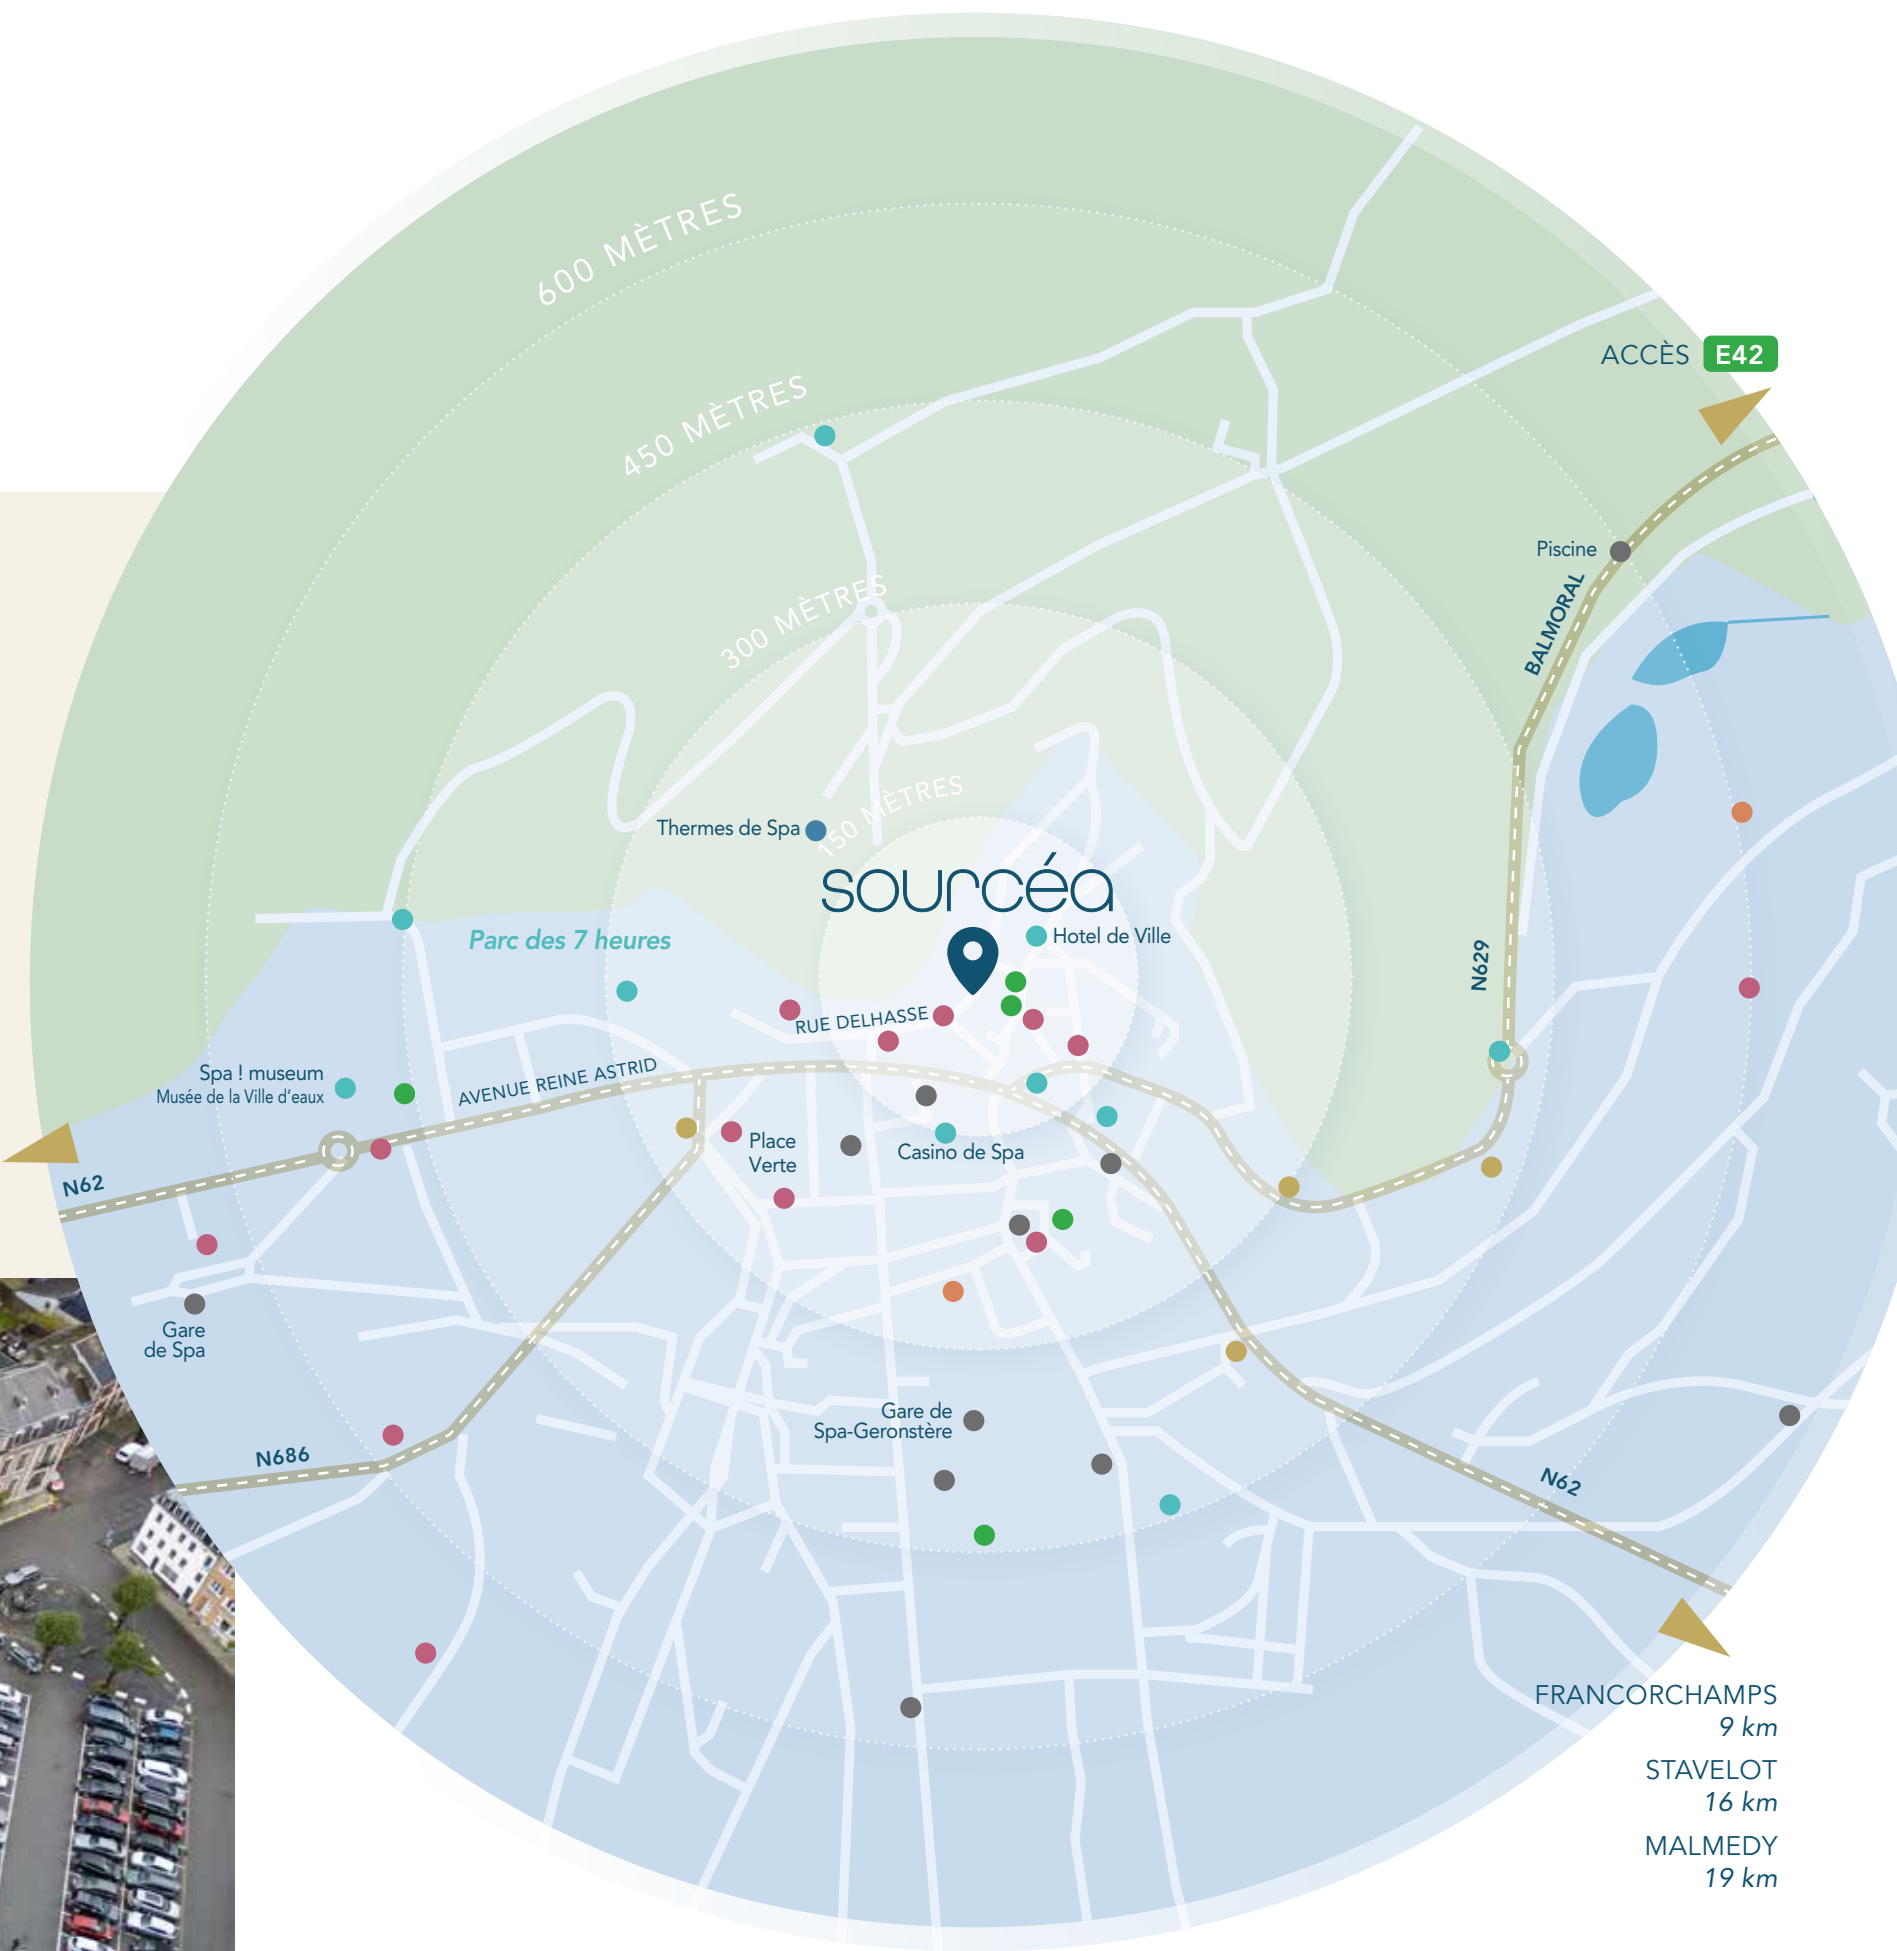 600 MÈTRES
ACCÈS E42
450 MÈTRES
Piscine
BALMORAL
300 MÈTRES
150 MÈTRES
Thermes de Spa
sourcéa
Parc des 7 heures
Hotel de Ville
N629
RUE DELHASSE
Spa ! museum
Musée de la Ville d'eaux
AVENUE REINE ASTRID
Place
Verte
Casino de Spa
N62
Gare
de Spa
Gare de
Spa-Geronstère
N686
N62
FRANCORCHAMPS
9 km
STAVELOT
16 km
MALMEDY
19 km